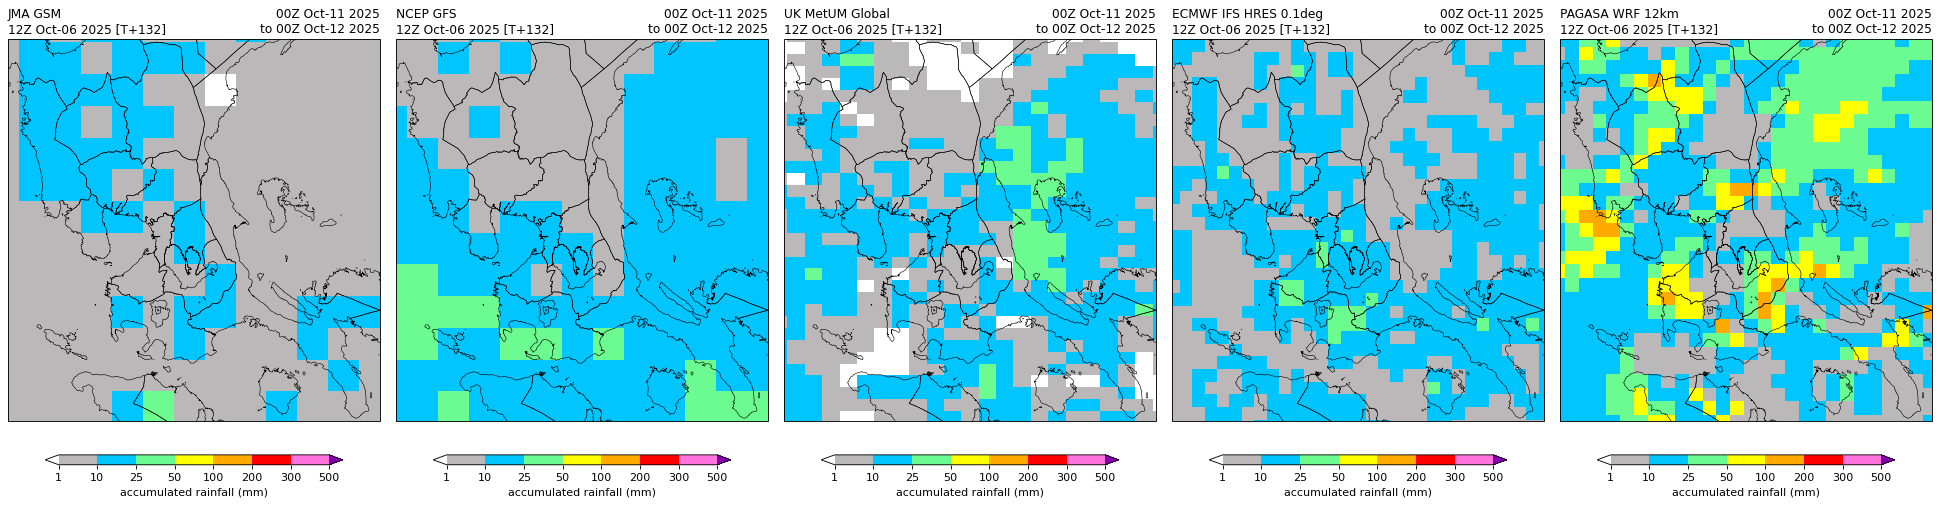 JMA GSM 00Z Oct-11 2025
12Z Oct-06 2025 [T+132] to 00Z Oct-12 2025
1 10 25 50 100 200 300 500
accumulated rainfall (mm)
NCEP GFS 00Z Oct-11 2025
12Z Oct-06 2025 [T+132] to 00Z Oct-12 2025
1 10 25 50 100 200 300 500
accumulated rainfall (mm)
UK MetUM Global 00Z Oct-11 2025
12Z Oct-06 2025 [T+132] to 00Z Oct-12 2025
1 10 25 50 100 200 300 500
accumulated rainfall (mm)
ECMWF IFS HRES 0.1deg 00Z Oct-11 2025
12Z Oct-06 2025 [T+132] to 00Z Oct-12 2025
1 10 25 50 100 200 300 500
accumulated rainfall (mm)
PAGASA WRF 12km 00Z Oct-11 2025
12Z Oct-06 2025 [T+132] to 00Z Oct-12 2025
1 10 25 50 100 200 300 500
accumulated rainfall (mm)